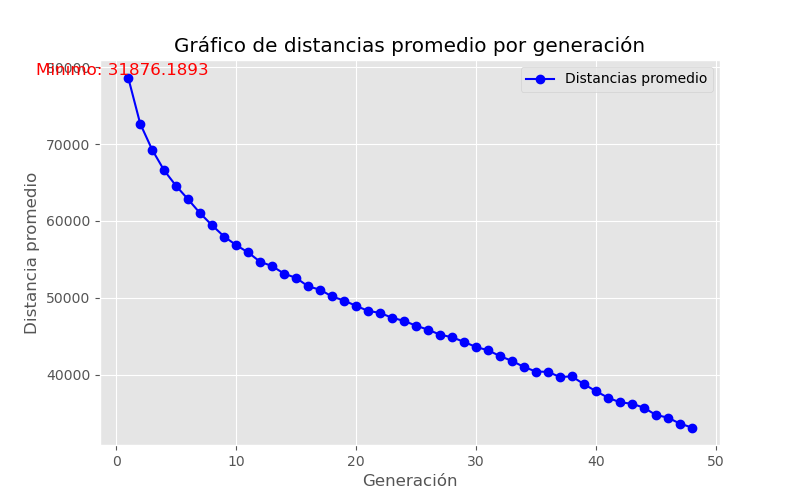 Gráfico de distancias promedio por generación
Mínimo: 31876.1893
Distancias promedio
80000
70000
60000
50000
40000
Distancia promedio
0 10 20 30 40 50
Generación